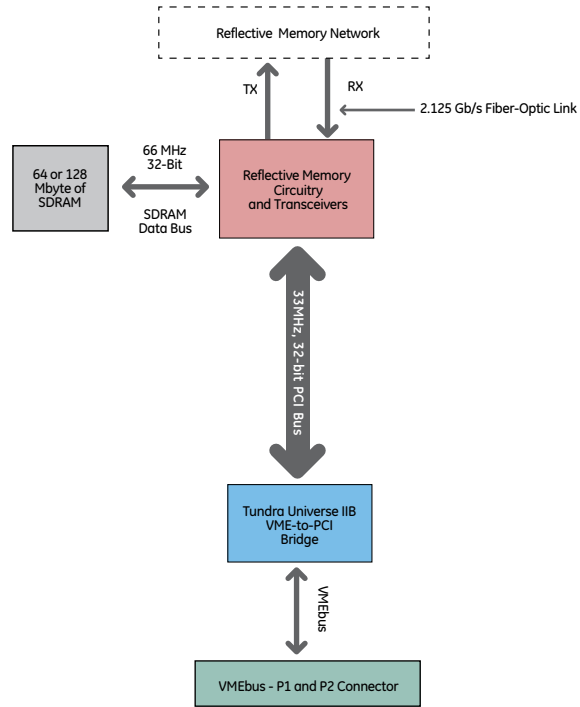 Reflective Memory Network
TX
RX
2.125 Gb/s Fiber-Optic Link
66 MHz
32-Bit
64 or 128
Mbyte of
SDRAM
SDRAM
Data Bus
Reflective Memory
Circuitry
and Transceivers
33MHz, 32-bit PCI Bus
Tundra Universe IIB
VME-to-PCI
Bridge
VMEbus
VMEbus - P1 and P2 Connector